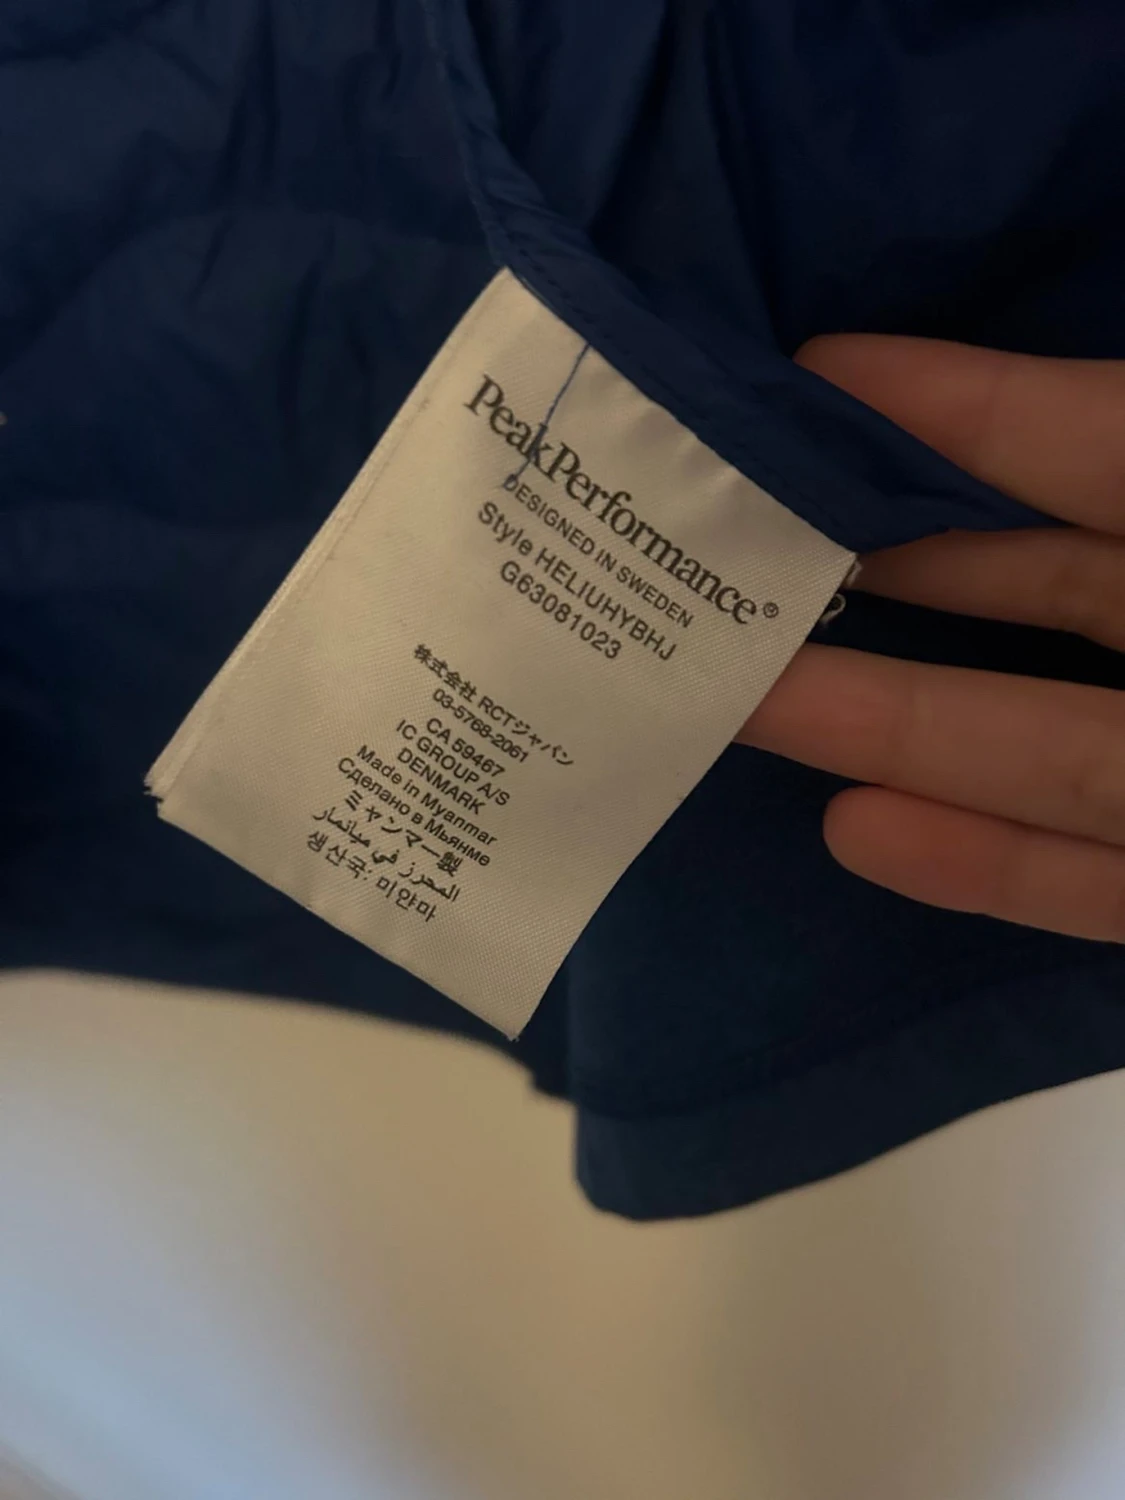 PeakPerformance®
DESIGNED IN SWEDEN
Style HELIUHYBHJ
G63081023
株式会社 RCTジャパン
03-5768-2061
CA 59467
IC GROUP A/S
DENMARK
Made in Myanmar
Сделано в Мьянме
ミャンマー製
المحرز في ميانمار
생산국: 미얀마